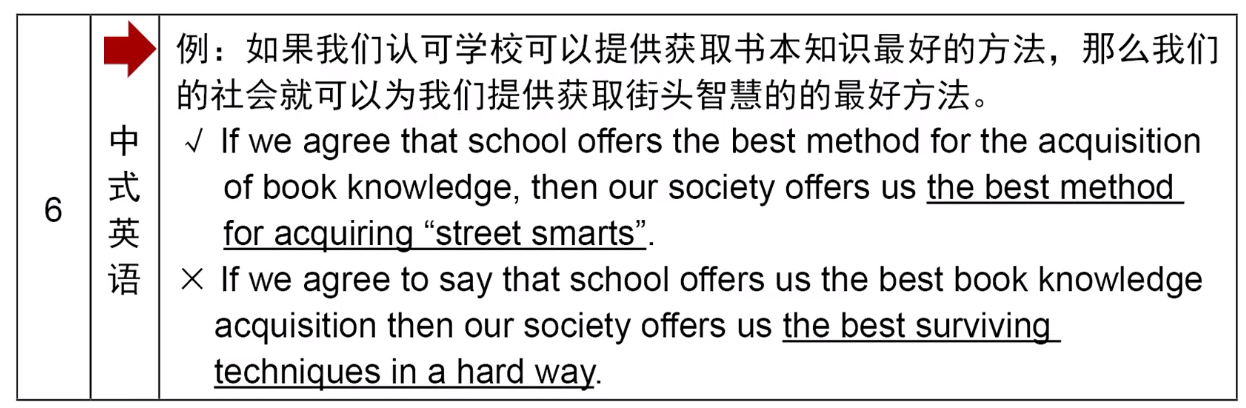 6
中
式
英
语
例：如果我们认可学校可以提供获取书本知识最好的方法，那么我们
的社会就可以为我们提供获取街头智慧的的最好方法。
√ If we agree that school offers the best method for the acquisition
of book knowledge, then our society offers us the best method
for acquiring “street smarts”.
× If we agree to say that school offers us the best book knowledge
acquisition then our society offers us the best surviving
techniques in a hard way.